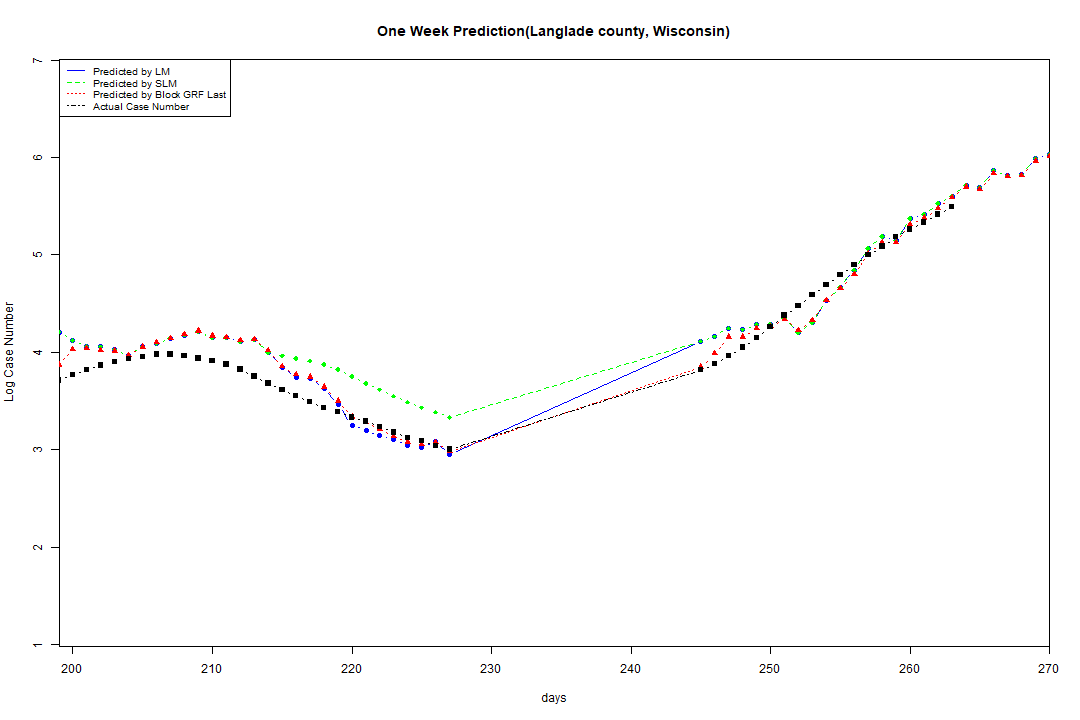 One Week Prediction(Langlade county, Wisconsin)
Predicted by LM
Predicted by SLM
Predicted by Block GRF Last
Actual Case Number
Log Case Number
7
6
5
4
3
2
1
200 210 220 230 240 250 260 270
days